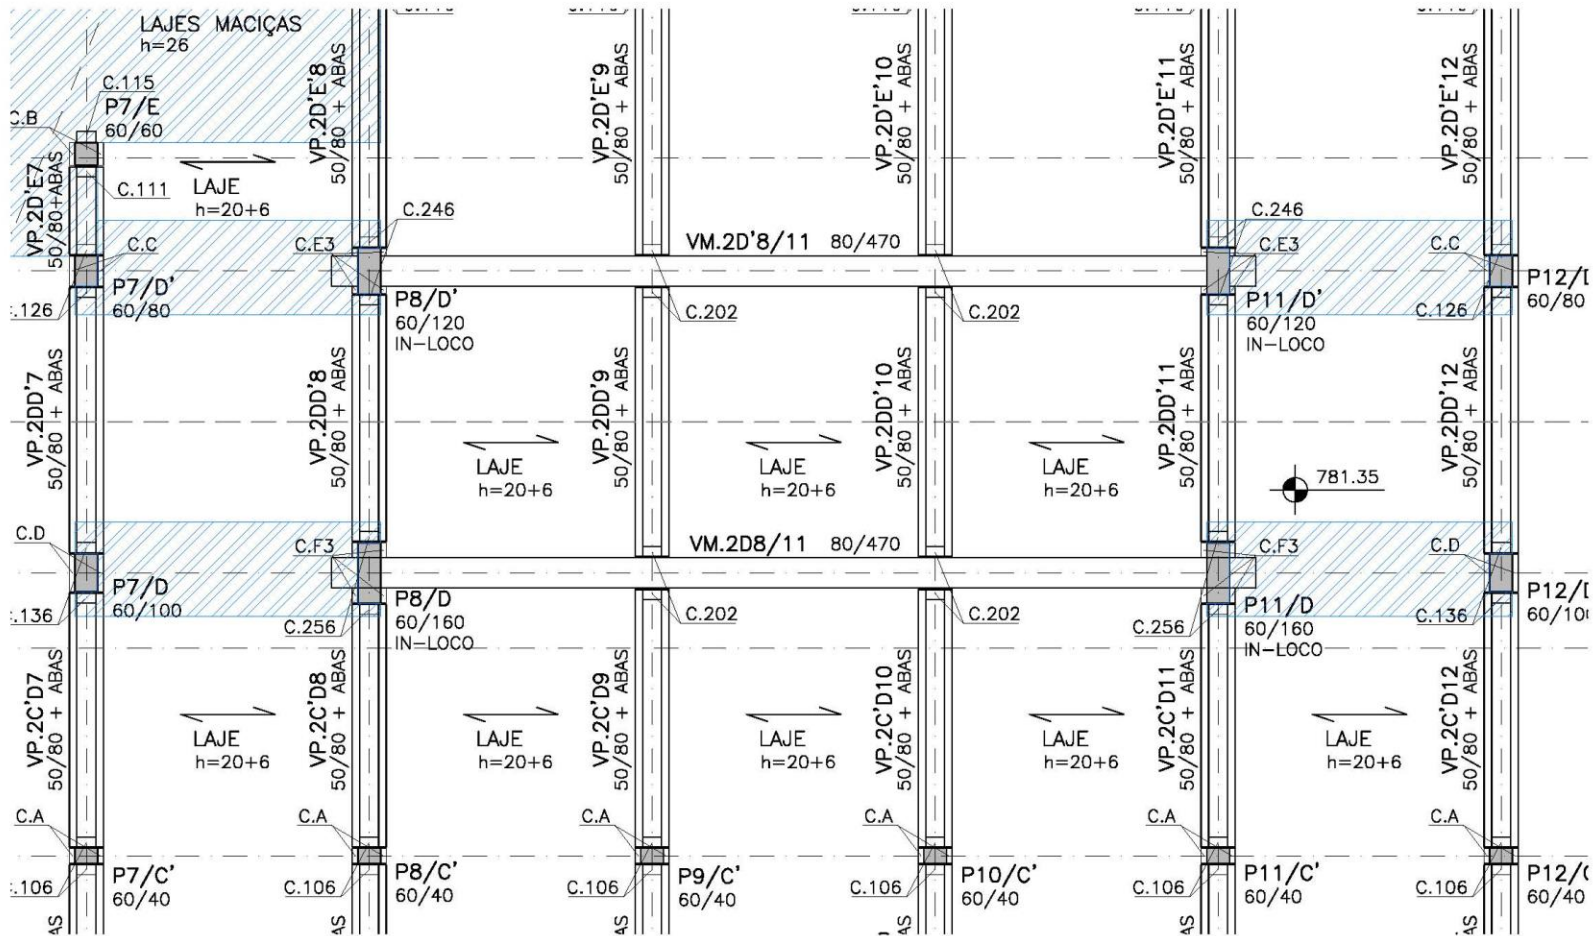 LAJES MACIÇAS
h=26
C.115
P7/E
60/60
C.B
C.111
LAJE
h=20+6
VP.2D'E7
50/80+ABAS
VP.2D'E'8
50/80 + ABAS
VP.2D'E'9
50/80 + ABAS
VP.2D'E'10
50/80 + ABAS
VP.2D'E'11
50/80 + ABAS
VP.2D'E'12
50/80 + ABAS
C.246
C.E3
C.C
VM.2D'8/11 80/470
C.246
C.E3
C.C
.126
P7/D'
60/80
P8/D'
60/120
IN-LOCO
C.202
C.202
P11/D'
60/120
IN-LOCO
C.126
P12/
60/80
VP.2DD'7
50/80 + ABAS
VP.2DD'8
50/80 + ABAS
VP.2DD'9
50/80 + ABAS
VP.2DD'10
50/80 + ABAS
VP.2DD'11
50/80 + ABAS
VP.2DD'12
50/80 + ABAS
LAJE
h=20+6
LAJE
h=20+6
LAJE
h=20+6
781.35
C.D
C.F3
VM.2D8/11 80/470
C.F3
C.D
.136
P7/D
60/100
C.256
P8/D
60/160
IN-LOCO
C.202
C.202
C.256
P11/D
60/160
IN-LOCO
C.136
P12/
60/10
VP.2C'D7
50/80 + ABAS
VP.2C'D8
50/80 + ABAS
VP.2C'D9
50/80 + ABAS
VP.2C'D10
50/80 + ABAS
VP.2C'D11
50/80 + ABAS
VP.2C'D12
50/80 + ABAS
LAJE
h=20+6
LAJE
h=20+6
LAJE
h=20+6
LAJE
h=20+6
LAJE
h=20+6
C.A
C.A
C.A
C.A
C.A
C.A
.106
P7/C'
60/40
C.106
P8/C'
60/40
C.106
P9/C'
60/40
C.106
P10/C'
60/40
C.106
P11/C'
60/40
C.106
P12/
60/40
AS
AS
AS
AS
AS